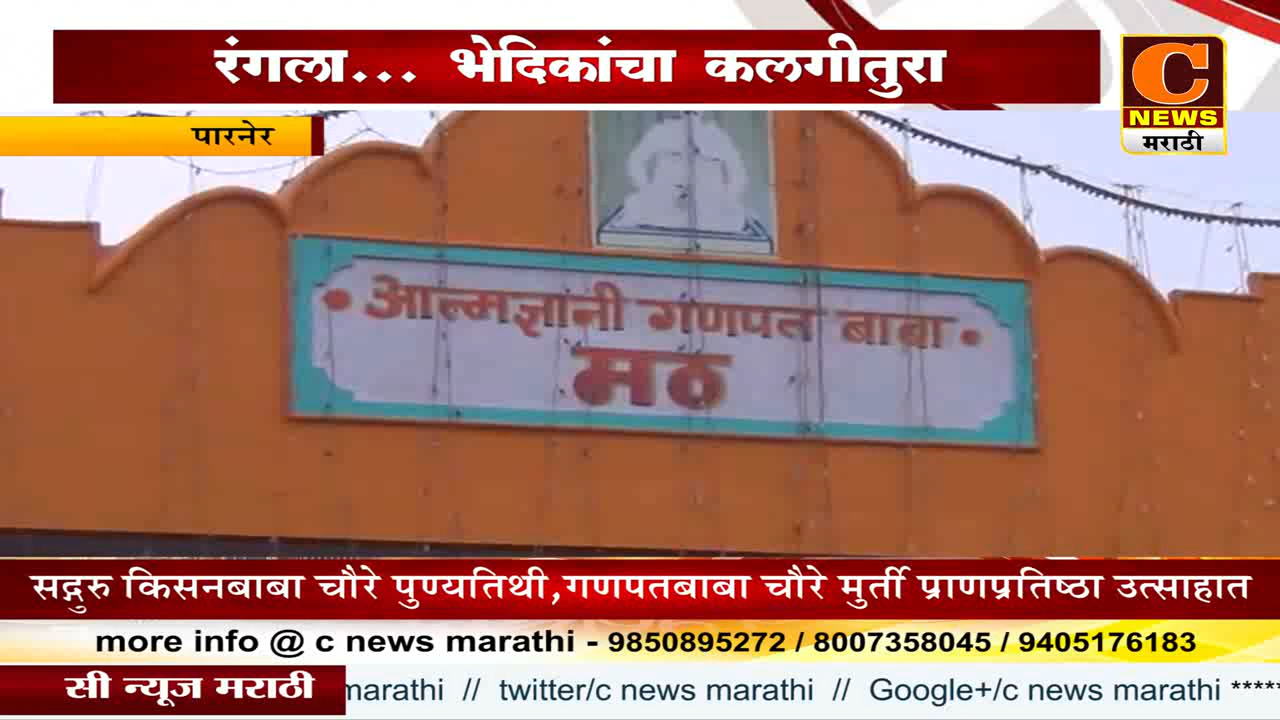 रंगला... भेदिकांचा कलगीतुरा
C
NEWS
मराठी
पारनेर
आत्मज्ञानी गणपत बाबा
मठ
सद्गुरु किसनबाबा चौरे पुण्यतिथी,गणपतबाबा चौरे मुर्ती प्राणप्रतिष्ठा उत्साहात
more info @ c news marathi - 9850895272 / 8007358045 / 9405176183
सी न्यूज मराठी
marathi // twitter/c news marathi // Google+/c news marathi *****